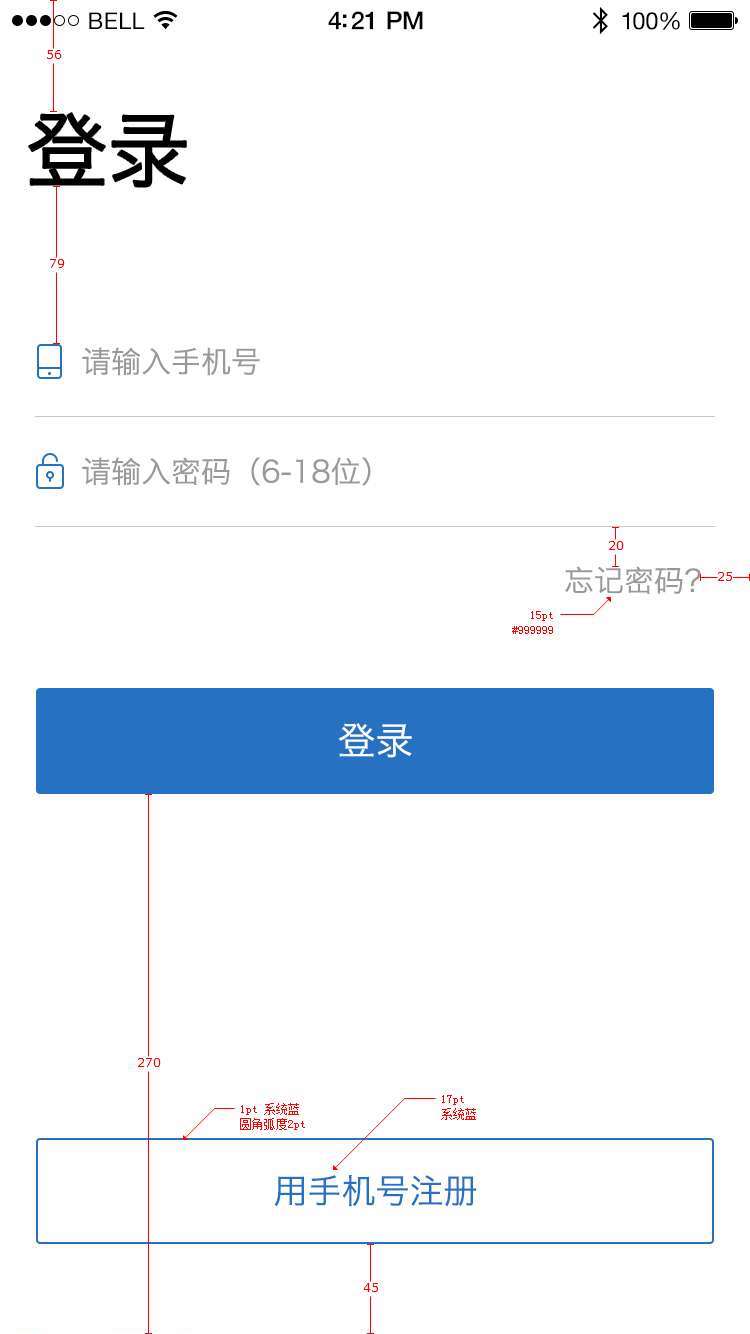 BELL 4:21 PM 100%
56
登录
79
请输入手机号
请输入密码（6-18位）
20
忘记密码?
25
15pt
#999999
登录
270
1pt 系统蓝
圆角弧度2pt
17pt
系统蓝
用手机号注册
45